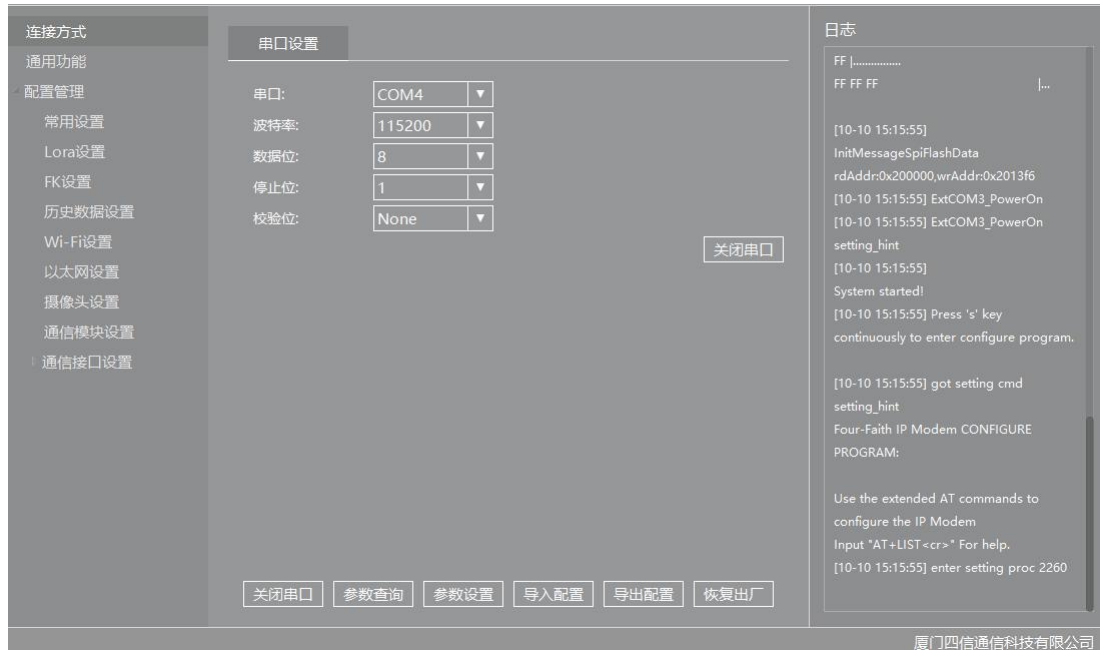 连接方式
通用功能
配置管理
常用设置
Lora设置
FK设置
历史数据设置
Wi-Fi设置
以太网设置
摄像头设置
通信模块设置
通信接口设置
串口设置
串口: COM4
波特率: 115200
数据位: 8
停止位: 1
校验位: None
关闭串口
关闭串口 参数查询 参数设置 导入配置 导出配置 恢复出厂
日志
FF |................
FF FF FF |...
[10-10 15:15:55]
InitMessageSpiFlashData
rdAddr:0x200000,wrAddr:0x2013f6
[10-10 15:15:55] ExtCOM3_PowerOn
[10-10 15:15:55] ExtCOM3_PowerOn
setting_hint
[10-10 15:15:55]
System started!
[10-10 15:15:55] Press 's' key
continuously to enter configure program.
[10-10 15:15:55] got setting cmd
setting_hint
Four-Faith IP Modem CONFIGURE
PROGRAM:
Use the extended AT commands to
configure the IP Modem
Input "AT+LIST<cr>" For help.
[10-10 15:15:55] enter setting proc 2260
厦门四信通信科技有限公司